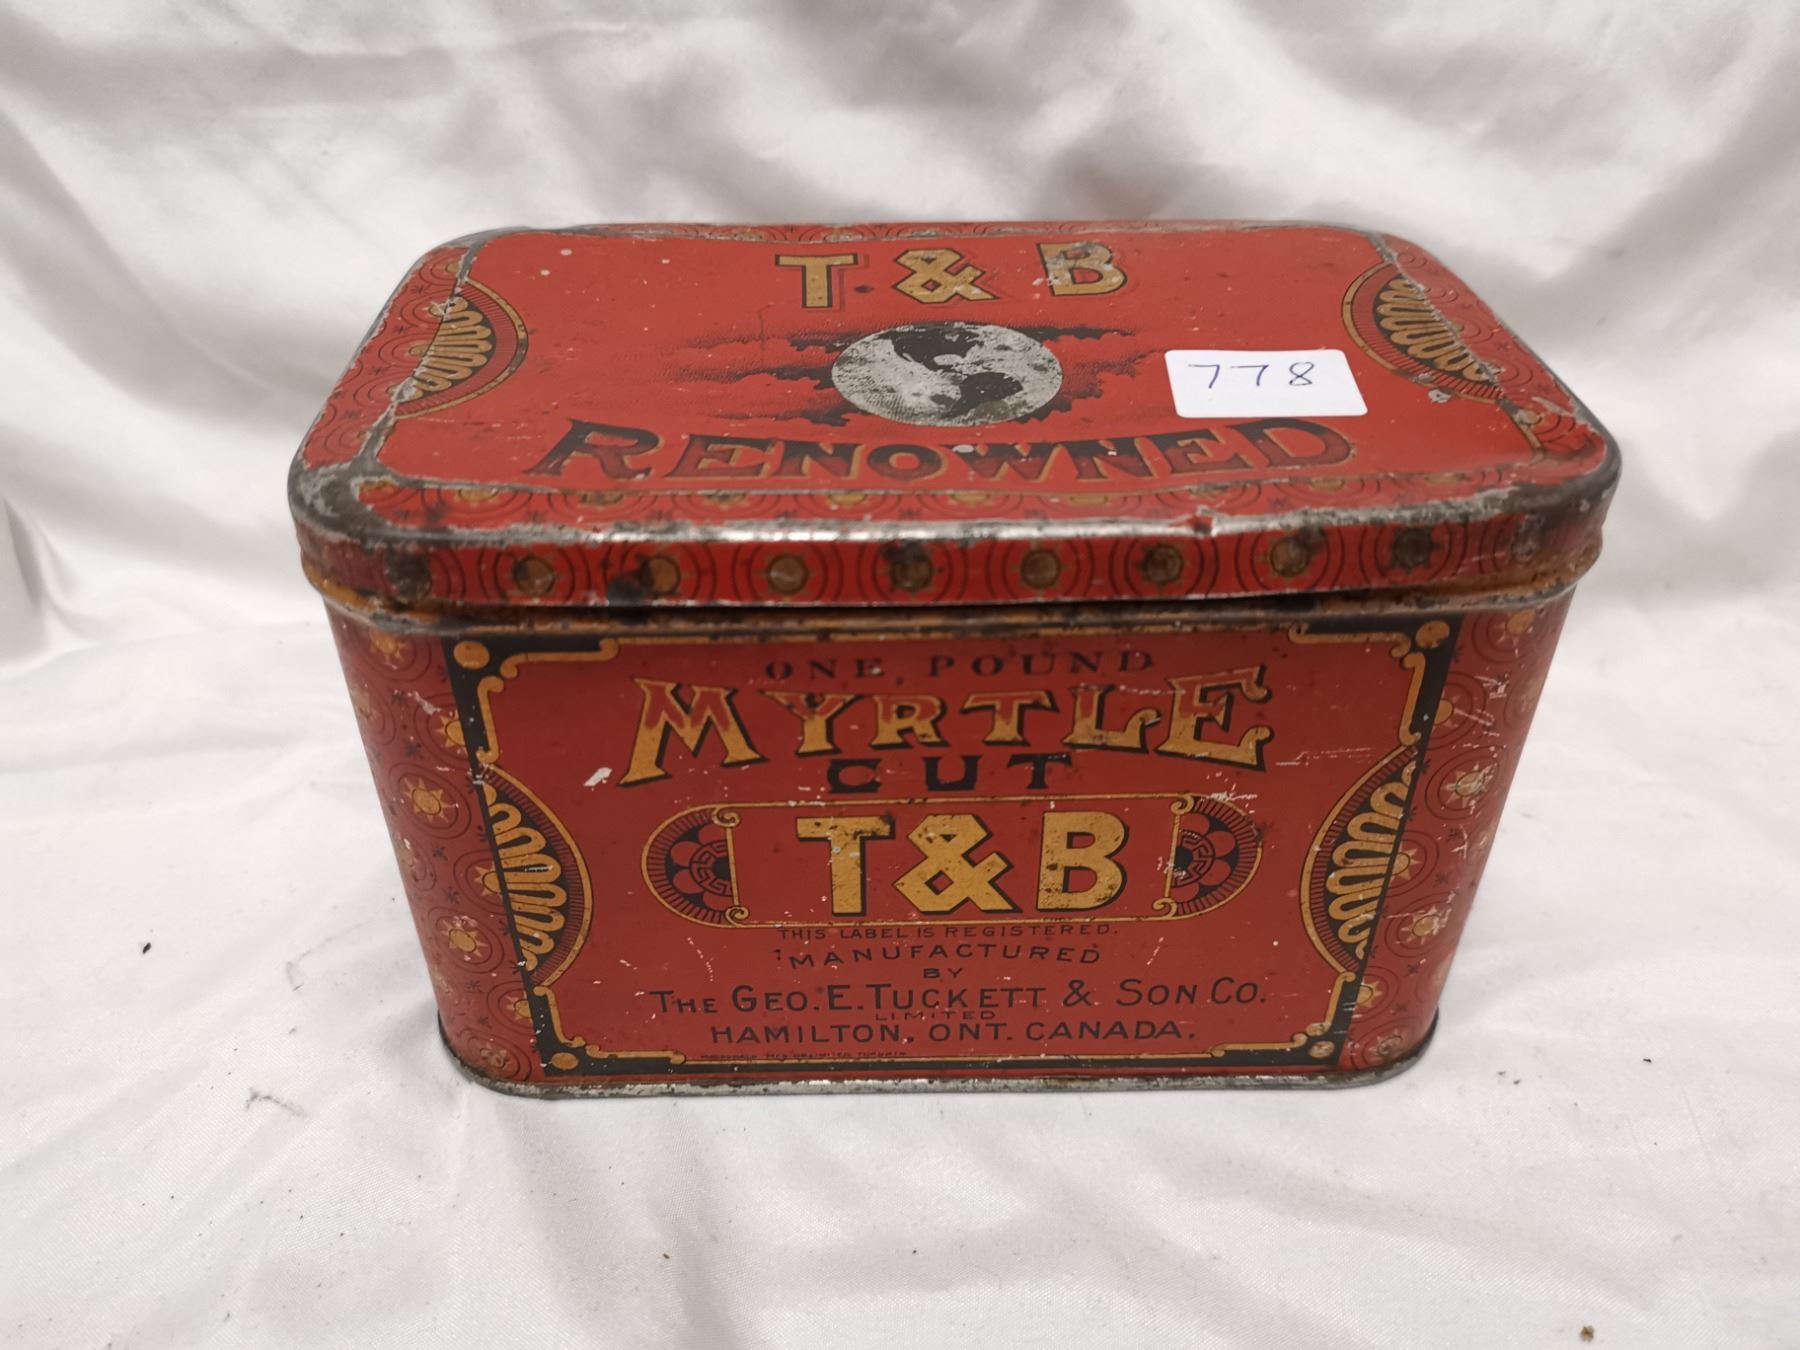 T. & B
778
RENOWNED
ONE POUND
MYRTLE
CUT
T&B
THIS LABEL IS REGISTERED.
MANUFACTURED
BY
THE GEO. E. TUCKETT & SON CO.
LIMITED
HAMILTON, ONT. CANADA.